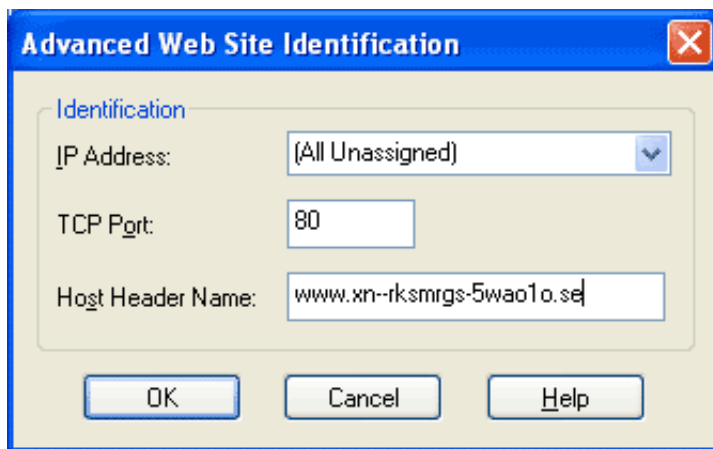 Advanced Web Site Identification
Identification
IP Address: (All Unassigned)
TCP Port: 80
Host Header Name: www.xn--rksmrgs-5wao1o.se
OK Cancel Help